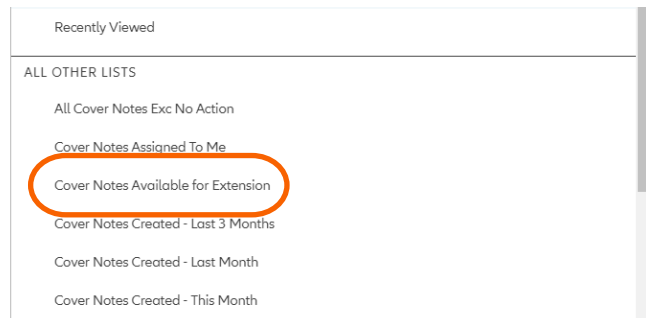 Recently Viewed
ALL OTHER LISTS
All Cover Notes Exc No Action
Cover Notes Assigned To Me
Cover Notes Available for Extension
Cover Notes Created - Last 3 Months
Cover Notes Created - Last Month
Cover Notes Created - This Month